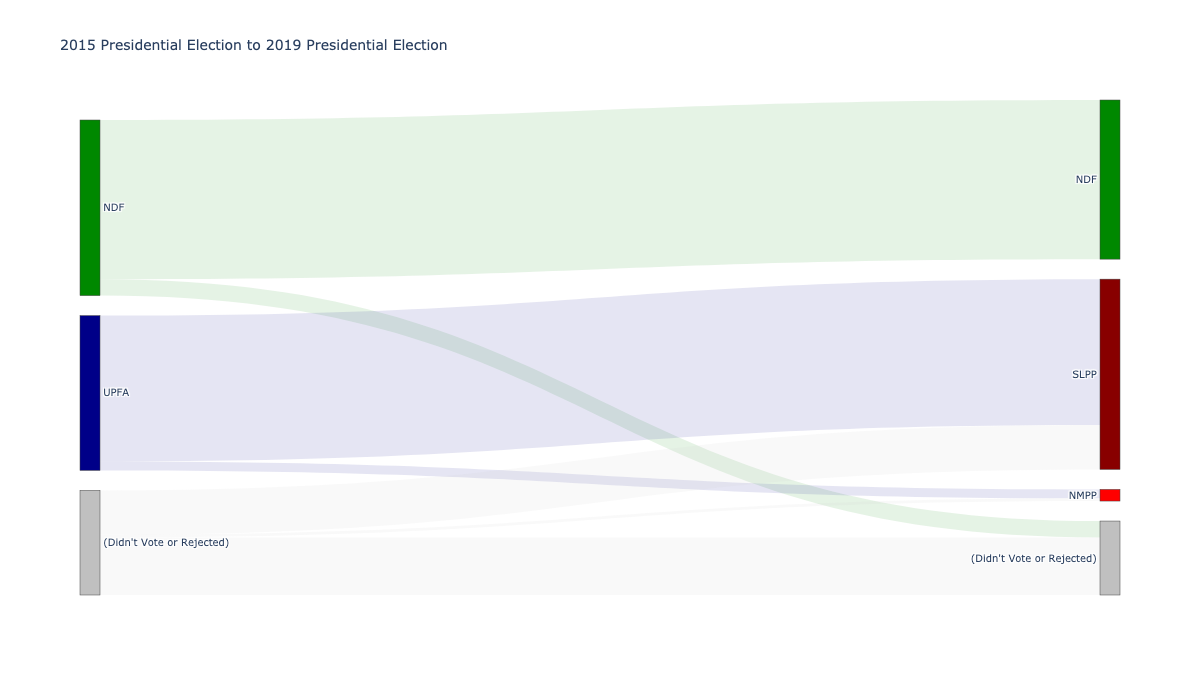 2015 Presidential Election to 2019 Presidential Election
NDF
UPFA
(Didn't Vote or Rejected)
NDF
SLPP
NMPP
(Didn't Vote or Rejected)